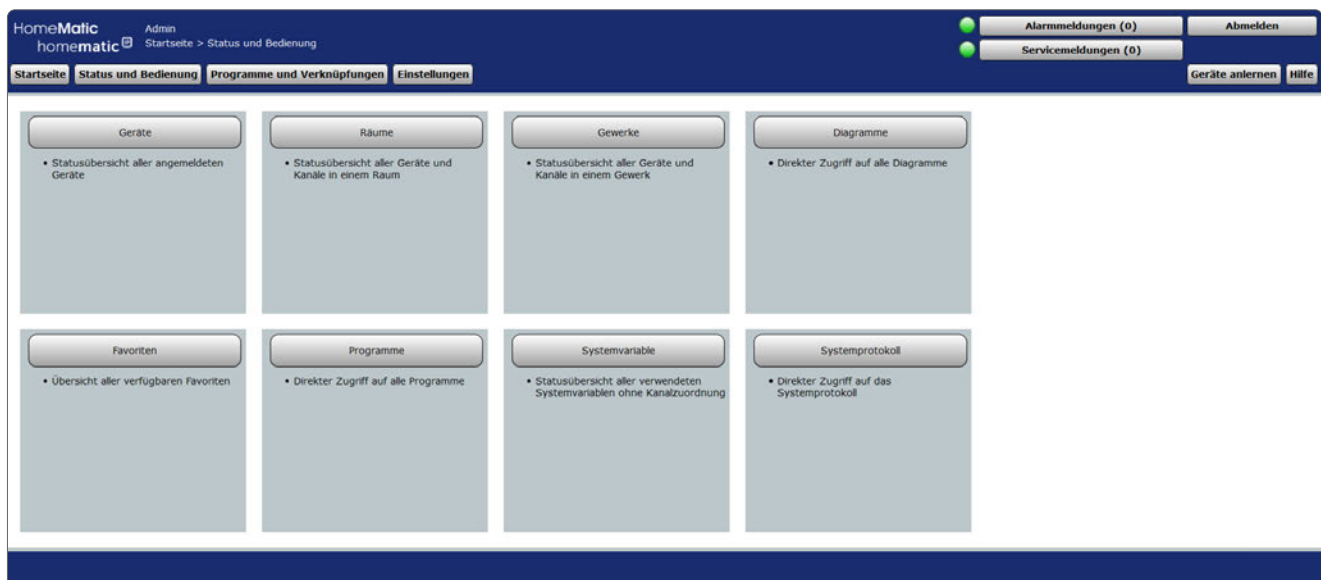 HomeMatic
homematic IP
Admin
Startseite > Status und Bedienung
Alarmmeldungen (0)
Abmelden
Servicemeldungen (0)
Startseite
Status und Bedienung
Programme und Verknüpfungen
Einstellungen
Geräte anlernen
Hilfe
Geräte
• Statusübersicht aller angemeldeten
Geräte
Räume
• Statusübersicht aller Geräte und
Kanäle in einem Raum
Gewerke
• Statusübersicht aller Geräte und
Kanäle in einem Gewerk
Diagramme
• Direkter Zugriff auf alle Diagramme
Favoriten
• Übersicht aller verfügbaren Favoriten
Programme
• Direkter Zugriff auf alle Programme
Systemvariable
• Statusübersicht aller verwendeten
Systemvariablen ohne Kanalzuordnung
Systemprotokoll
• Direkter Zugriff auf das
Systemprotokoll